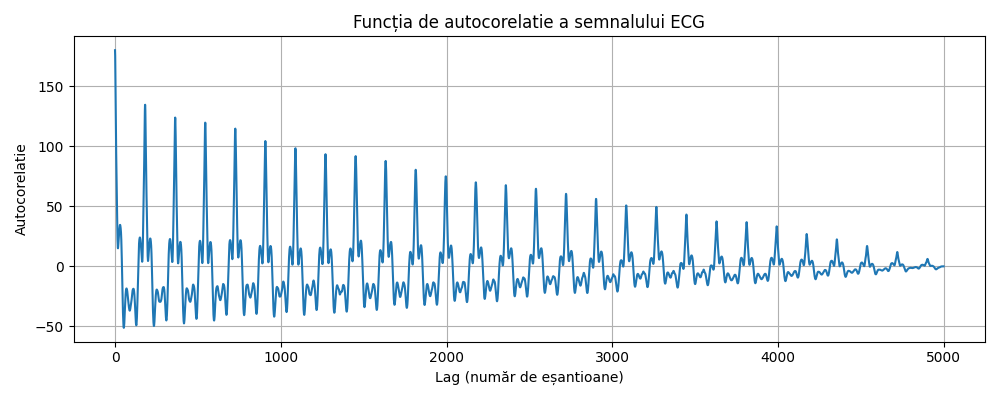 Funcția de autocorelatie a semnalului ECG
Autocorelatie
150
100
50
0
−50
0 1000 2000 3000 4000 5000
Lag (număr de eșantioane)